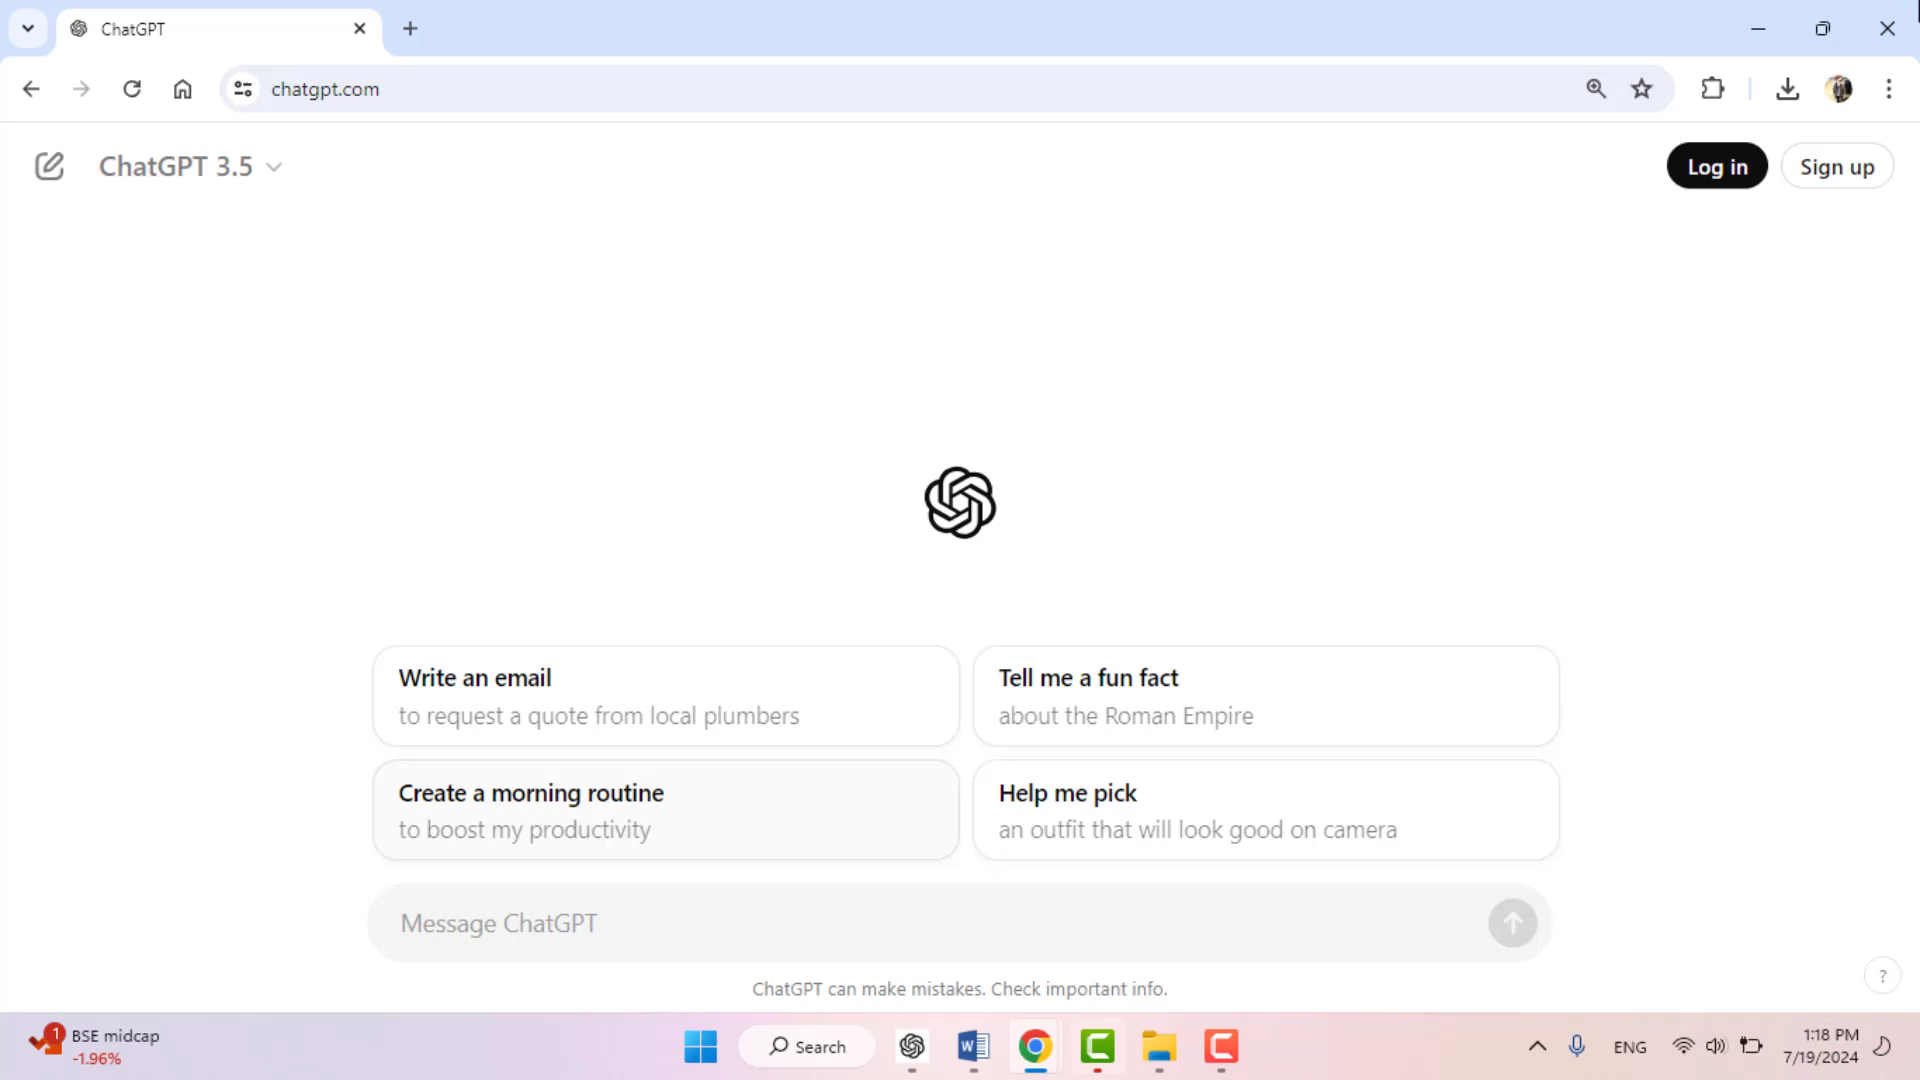 ChatGPT
chatgpt.com
ChatGPT 3.5
Log in
Sign up
Write an email
to request a quote from local plumbers
Tell me a fun fact
about the Roman Empire
Create a morning routine
to boost my productivity
Help me pick
an outfit that will look good on camera
Message ChatGPT
?
ChatGPT can make mistakes. Check important info.
1
BSE midcap
-1.96%
Search
W
ENG
1:18 PM
7/19/2024